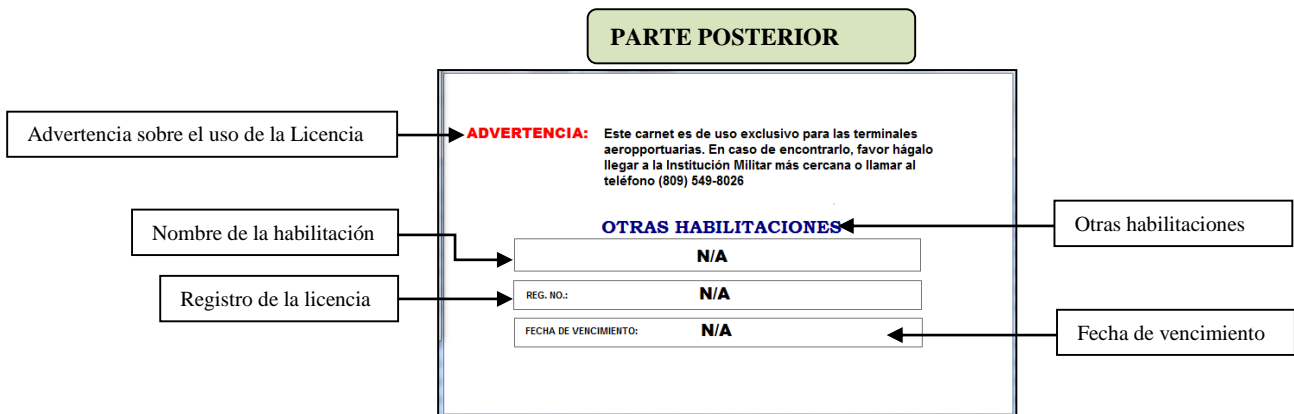 PARTE POSTERIOR
Advertencia sobre el uso de la Licencia
ADVERTENCIA:
Este carnet es de uso exclusivo para las terminales
aeropportuarias. En caso de encontrarlo, favor hágalo
llegar a la Institución Militar más cercana o llamar al
teléfono (809) 549-8026
Nombre de la habilitación
OTRAS HABILITACIONES
Otras habilitaciones
N/A
Registro de la licencia
REG. NO.: N/A
FECHA DE VENCIMIENTO: N/A
Fecha de vencimiento